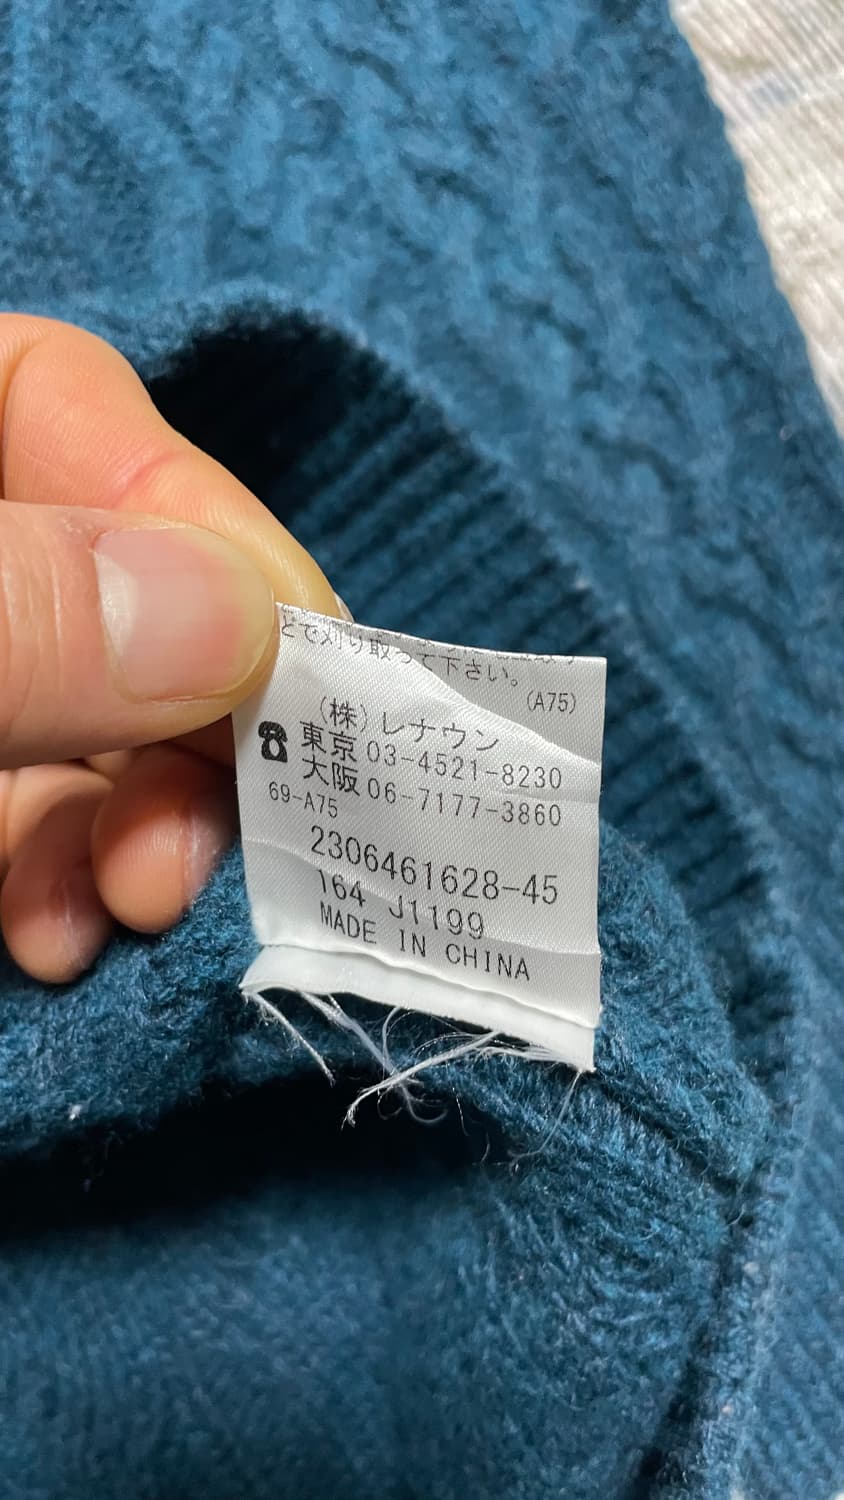 どで刈り取って下さい。
(A75)
(株)レナウン
☎ 東京 03-4521-8230
大阪 06-7177-3860
69-A75
2306461628-45
164 J1199
MADE IN CHINA